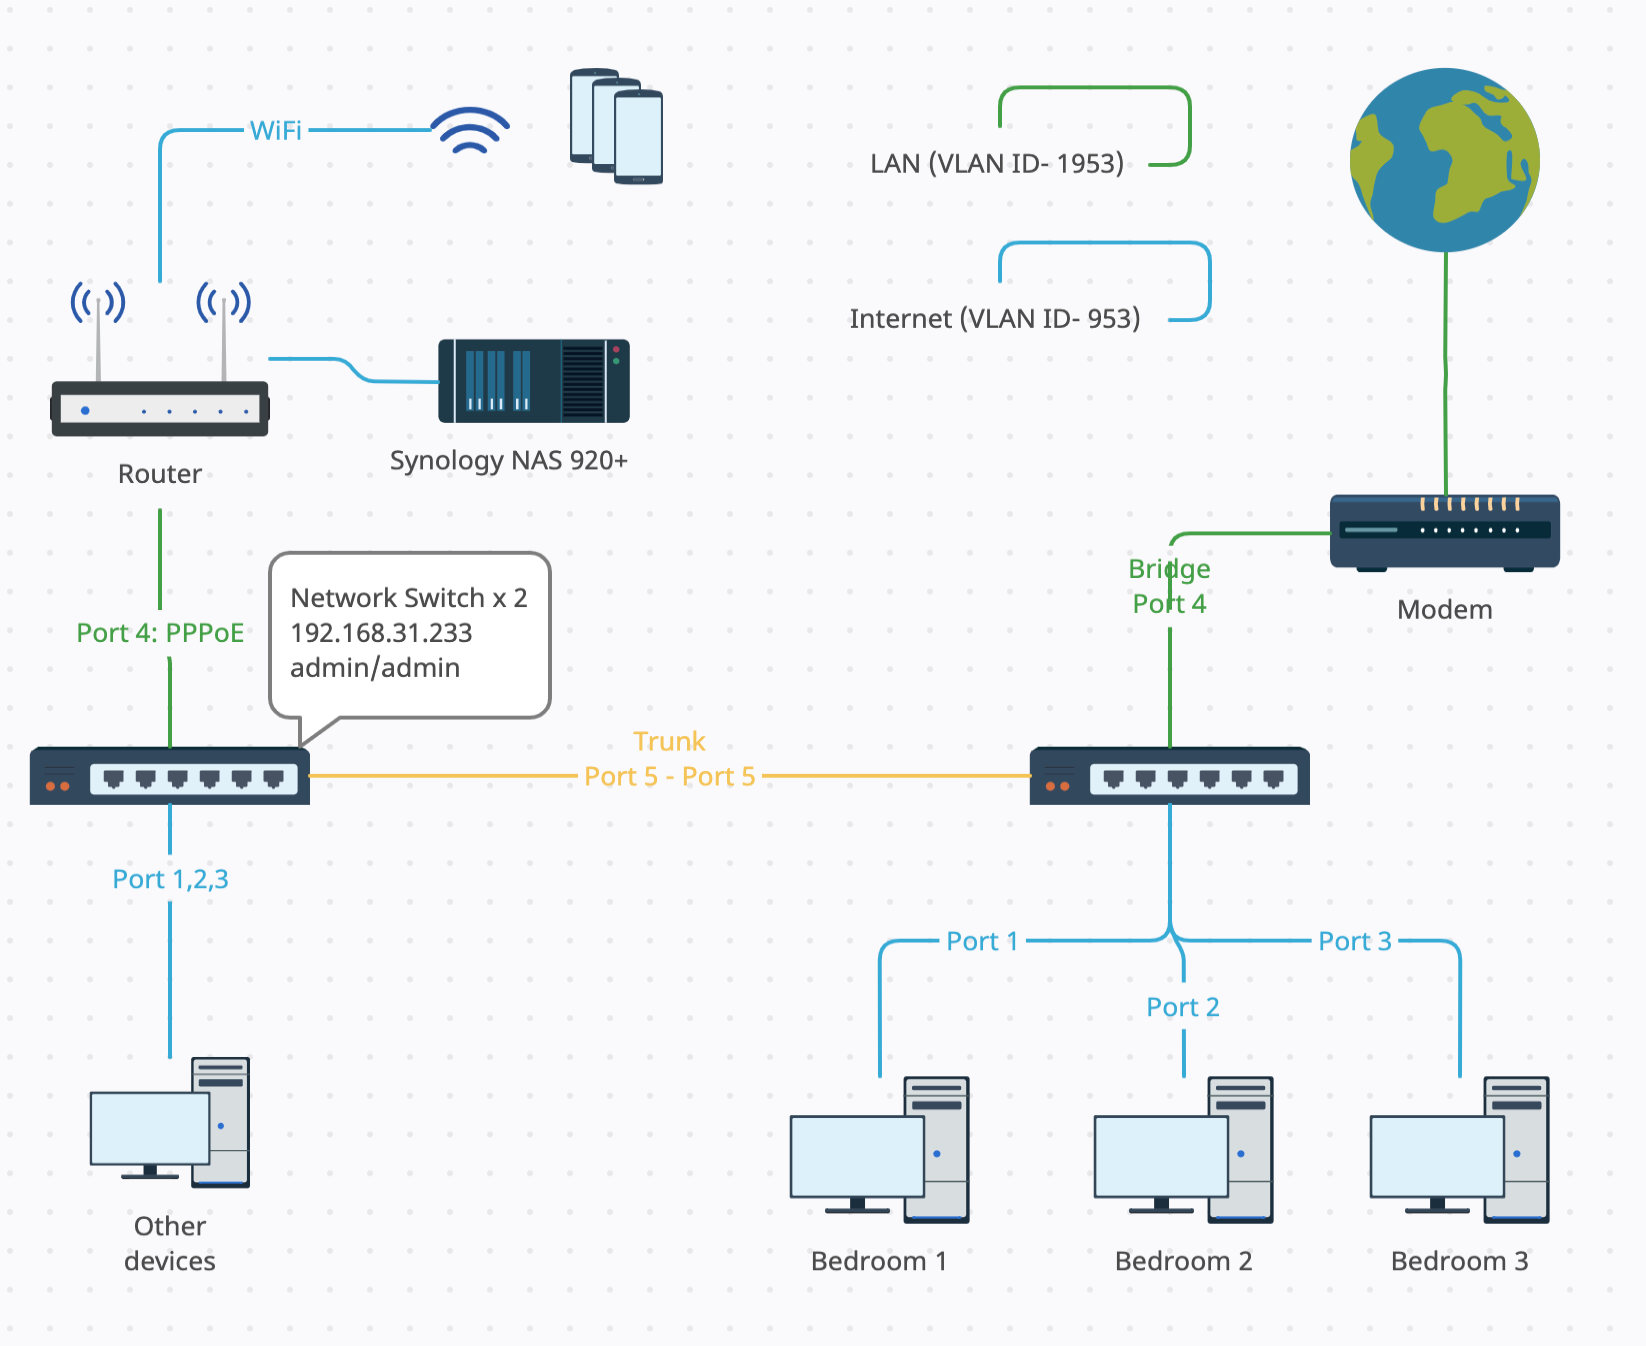 WiFi
LAN (VLAN ID- 1953)
Internet (VLAN ID- 953)
Synology NAS 920+
Router
Bridge
Port 4
Modem
Network Switch x 2
192.168.31.233
admin/admin
Port 4: PPPoE
Trunk
Port 5 - Port 5
Port 1,2,3
Port 1
Port 3
Port 2
Other
devices
Bedroom 1
Bedroom 2
Bedroom 3